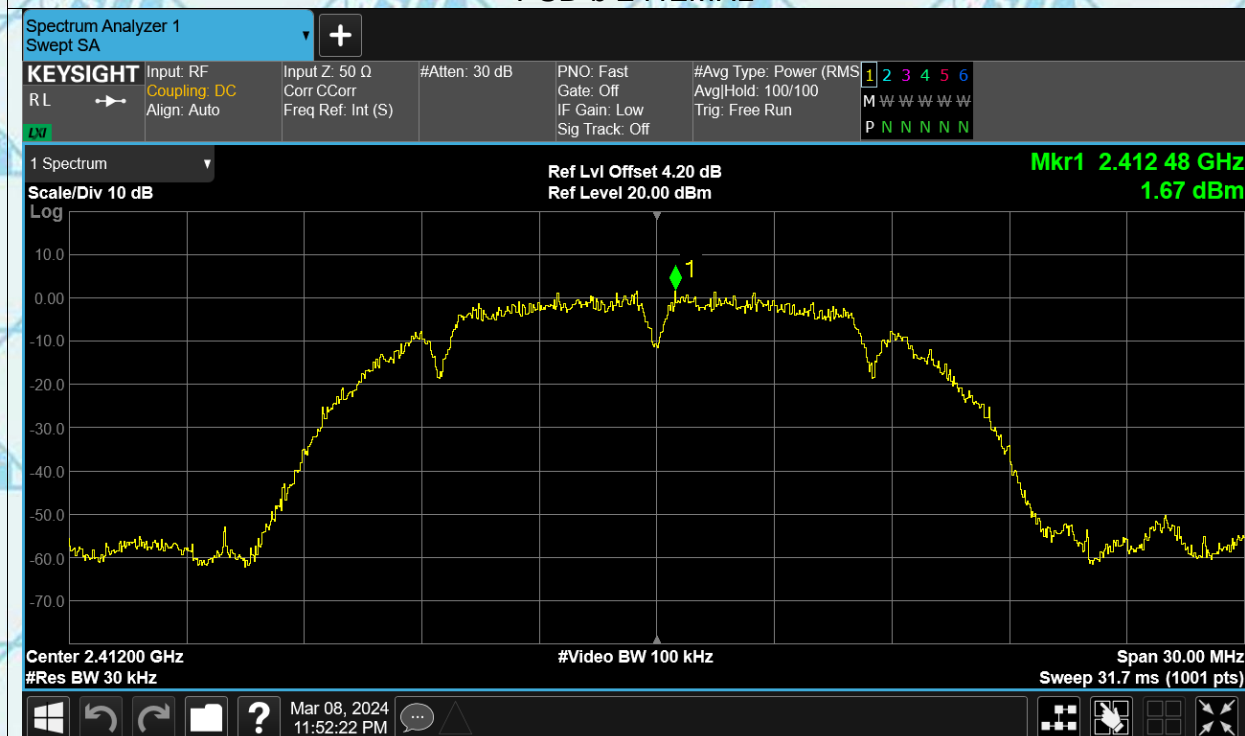 Spectrum Analyzer 1
Swept SA
+
KEYSIGHT
RL
LXI
Input: RF
Coupling: DC
Align: Auto
Input Z: 50 Ω
Corr CCorr
Freq Ref: Int (S)
#Atten: 30 dB
PNO: Fast
Gate: Off
IF Gain: Low
Sig Track: Off
#Avg Type: Power (RMS
Avg|Hold: 100/100
Trig: Free Run
1 2 3 4 5 6
M W W W W W
P N N N N N
1 Spectrum
Scale/Div 10 dB
Log
Ref Lvl Offset 4.20 dB
Ref Level 20.00 dBm
Mkr1 2.412 48 GHz
1.67 dBm
1
10.0
0.00
-10.0
-20.0
-30.0
-40.0
-50.0
-60.0
-70.0
Center 2.41200 GHz
#Res BW 30 kHz
#Video BW 100 kHz
Span 30.00 MHz
Sweep 31.7 ms (1001 pts)
?
Mar 08, 2024
11:52:22 PM